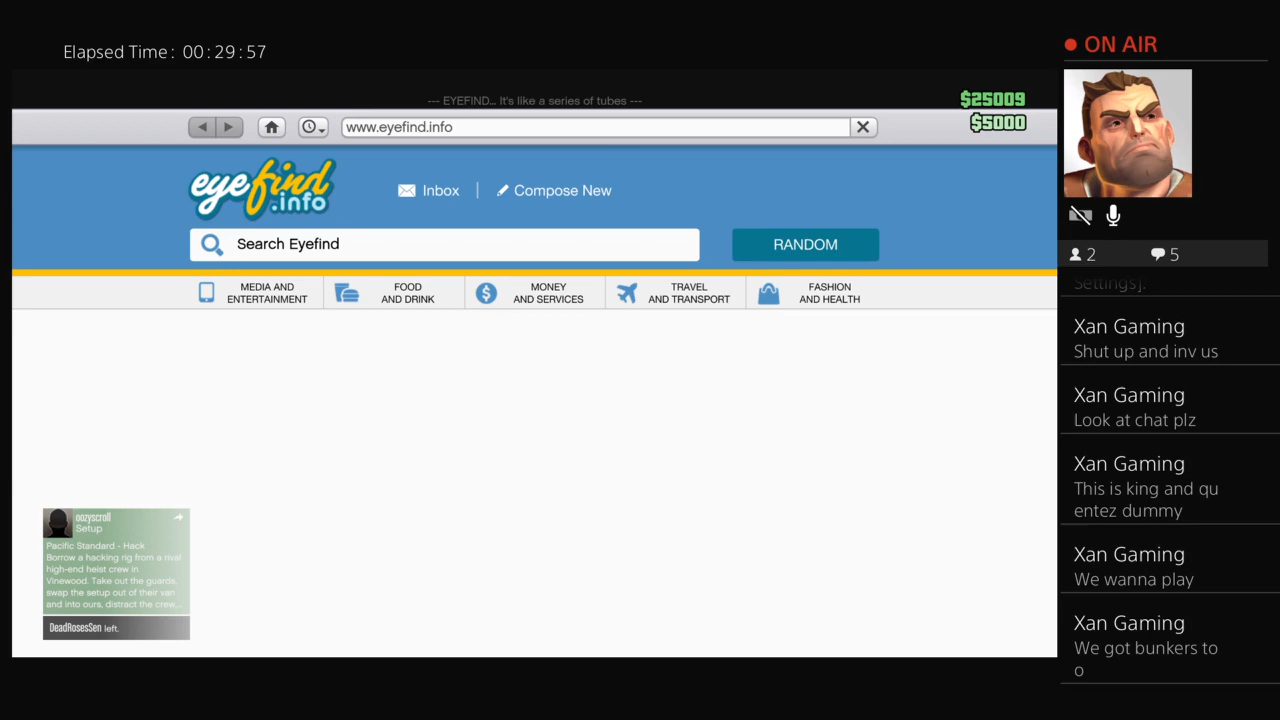 Elapsed Time: 00:29:57
ON AIR
--- EYEFIND... It's like a series of tubes ---
$25009
$5000
www.eyefind.info
eyefind
.info
Inbox | Compose New
Search Eyefind
RANDOM
MEDIA AND
ENTERTAINMENT
FOOD
AND DRINK
MONEY
AND SERVICES
TRAVEL
AND TRANSPORT
FASHION
AND HEALTH
oozyscroll
Setup
Pacific Standard - Hack
Borrow a hacking rig from a rival
high-end heist crew in
Vinewood. Take out the guards,
swap the setup out of their van
and into ours, distract the crew...
DeadRosesSen left.
2
5
Settings].
Xan Gaming
Shut up and inv us
Xan Gaming
Look at chat plz
Xan Gaming
This is king and qu
entez dummy
Xan Gaming
We wanna play
Xan Gaming
We got bunkers to
o